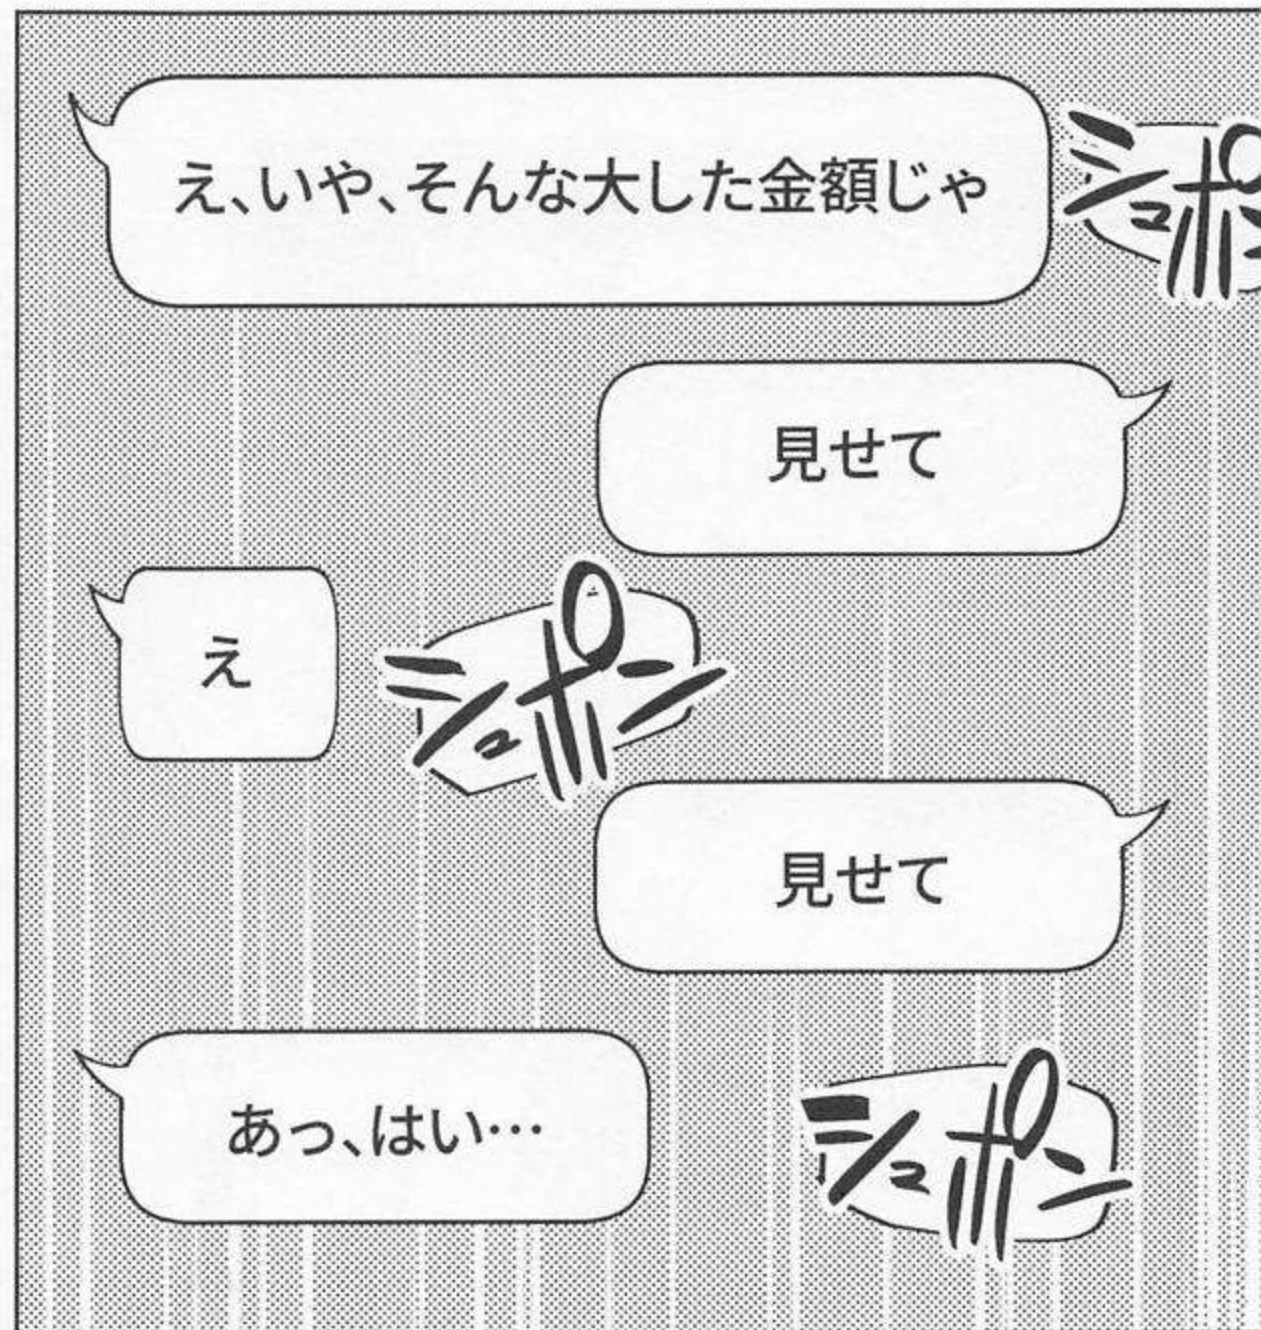 え、いや、そんな大した金額じゃ
シュポン
見せて
え
シュポン
見せて
あっ、はい…
シュポン